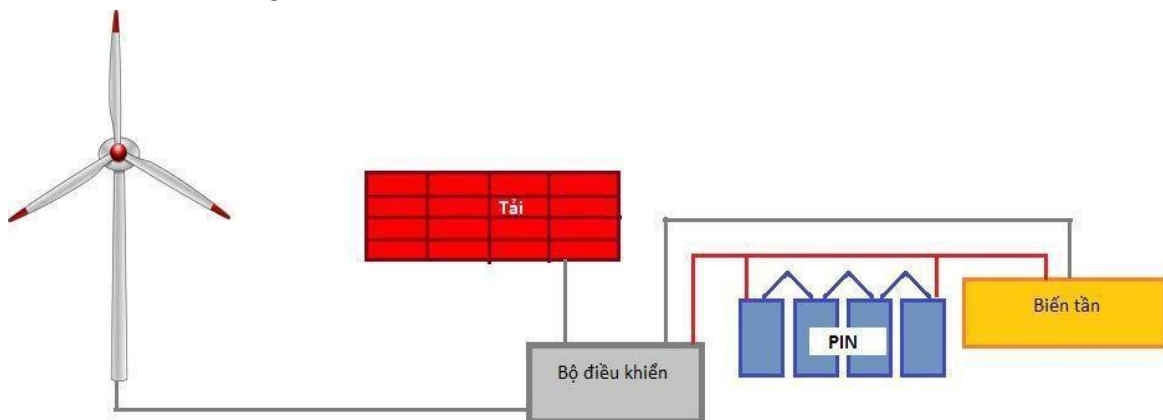 Tải
Biến tần
PIN
Bộ điều khiển